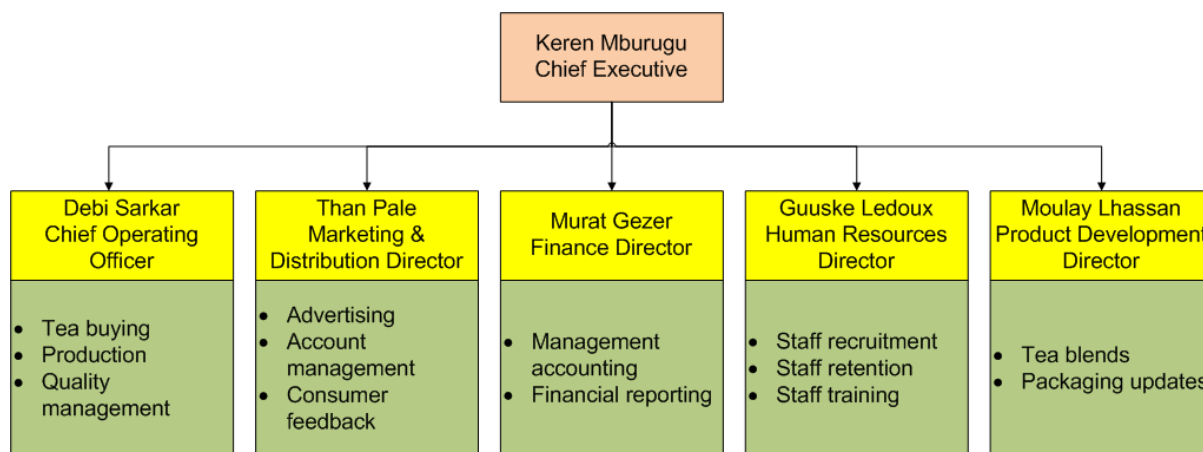 Keren Mburugu
Chief Executive
Debi Sarkar
Chief Operating
Officer
Than Pale
Marketing &
Distribution Director
Murat Gezer
Finance Director
Guuske Ledoux
Human Resources
Director
Moulay Lhassan
Product Development
Director
• Tea buying
• Production
• Quality
management
• Advertising
• Account
management
• Consumer
feedback
• Management
accounting
• Financial reporting
• Staff recruitment
• Staff retention
• Staff training
• Tea blends
• Packaging updates